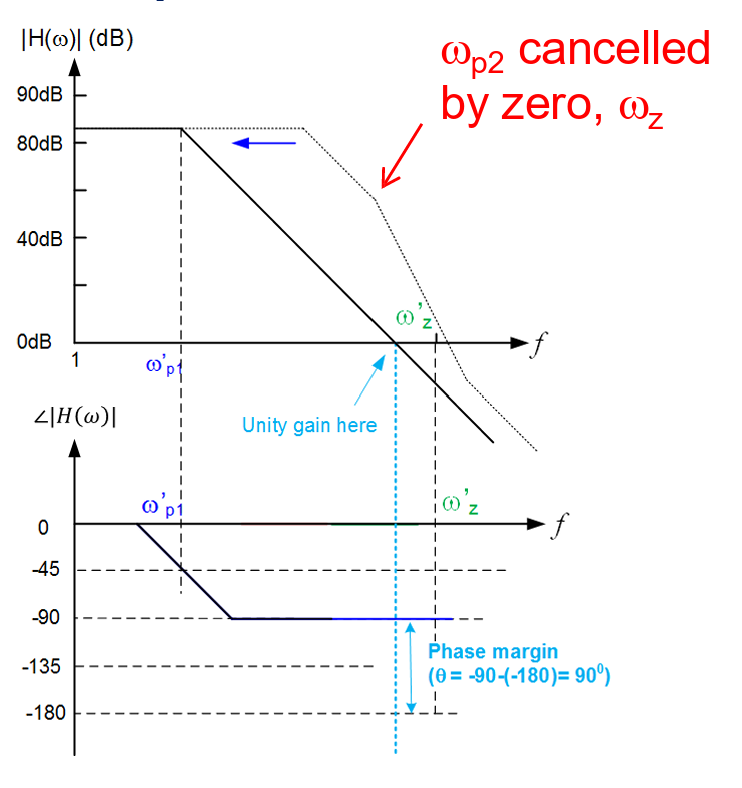 |H(ω)| (dB)
ωp2 cancelled
by zero, ωz
90dB
80dB
40dB
ω'z
0dB
f
1
ω'p1
Unity gain here
∠|H(ω)|
ω'p1
ω'z
0
f
-45
-90
Phase margin
(θ = -90-(-180)= 90⁰)
-135
-180